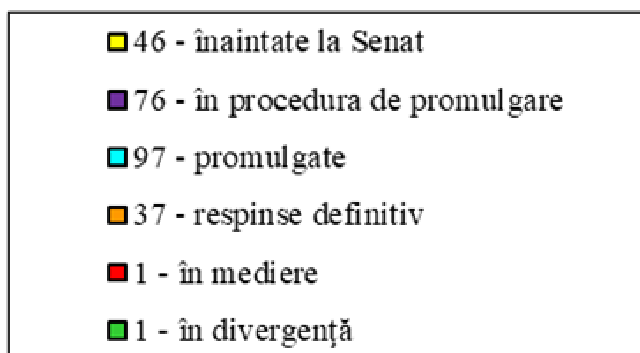 46 - înaintate la Senat
76 - în procedura de promulgare
97 - promulgate
37 - respinse definitiv
1 - în mediere
1 - în divergenţă